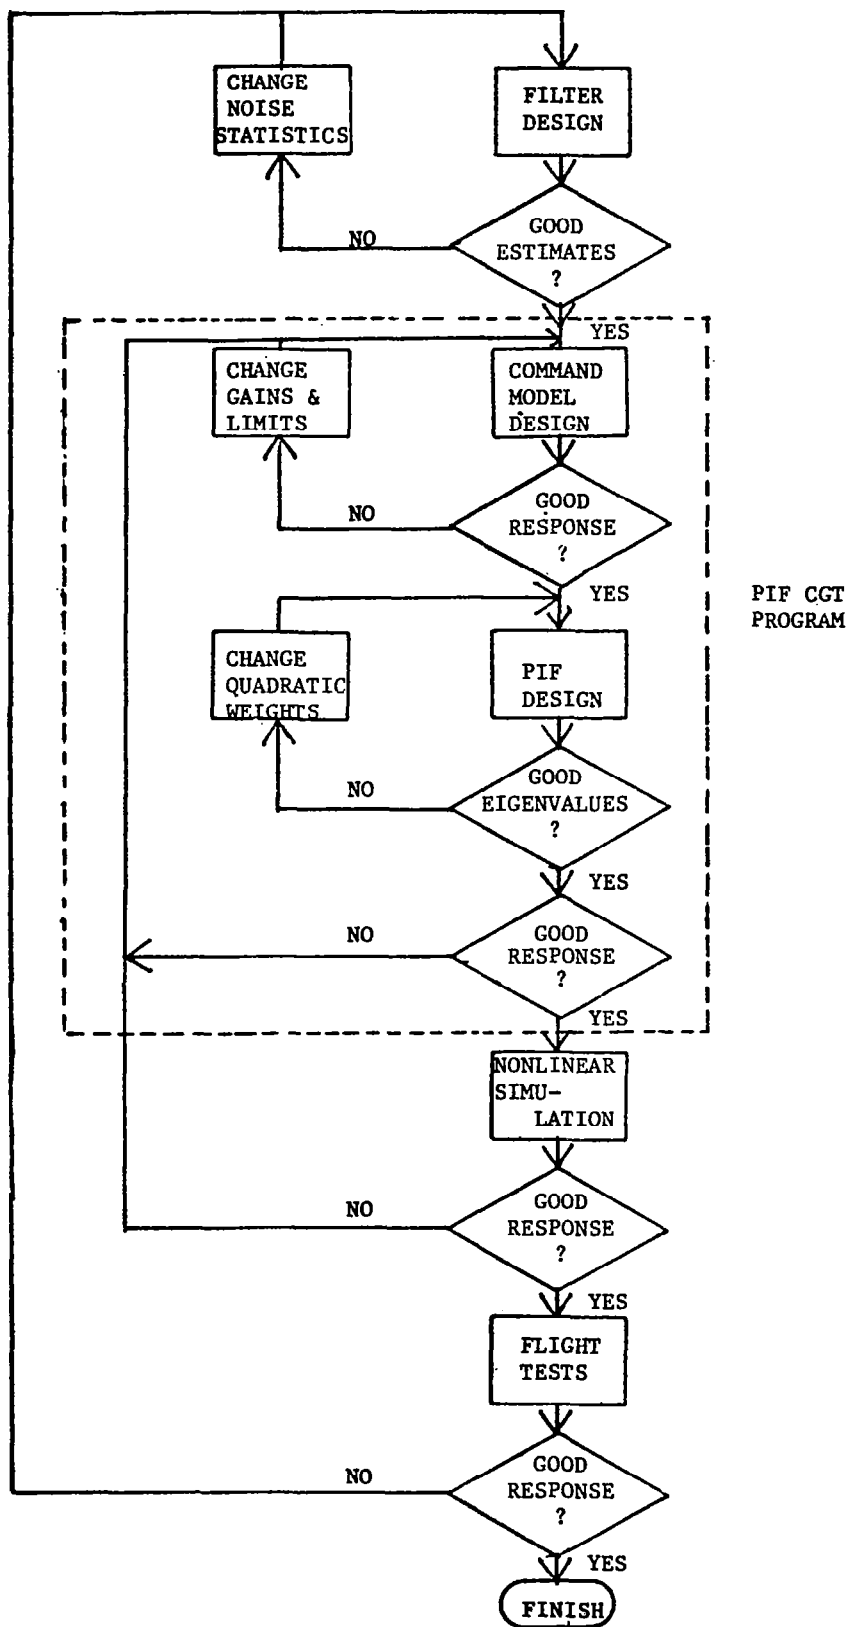 CHANGE
NOISE
STATISTICS
FILTER
DESIGN
GOOD
ESTIMATES
?
NO
YES
CHANGE
GAINS &
LIMITS
COMMAND
MODEL
DESIGN
GOOD
RESPONSE
?
NO
YES
PIF CGT
PROGRAM
CHANGE
QUADRATIC
WEIGHTS
PIF
DESIGN
GOOD
EIGENVALUES
?
NO
YES
GOOD
RESPONSE
?
NO
YES
NONLINEAR
SIMU-
LATION
GOOD
RESPONSE
?
NO
YES
FLIGHT
TESTS
GOOD
RESPONSE
?
NO
YES
FINISH